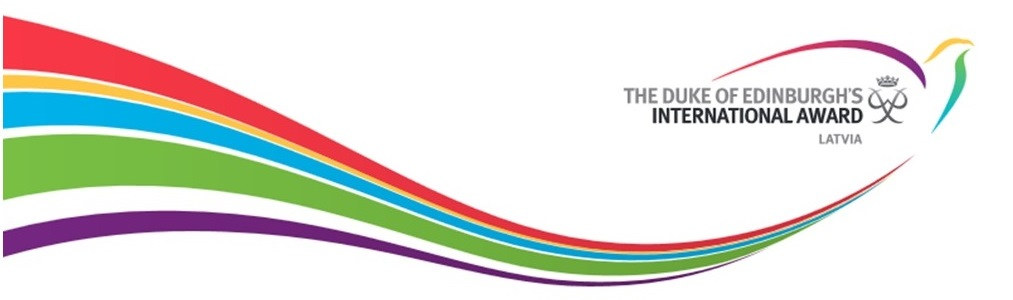 THE DUKE OF EDINBURGH'S
INTERNATIONAL AWARD
LATVIA